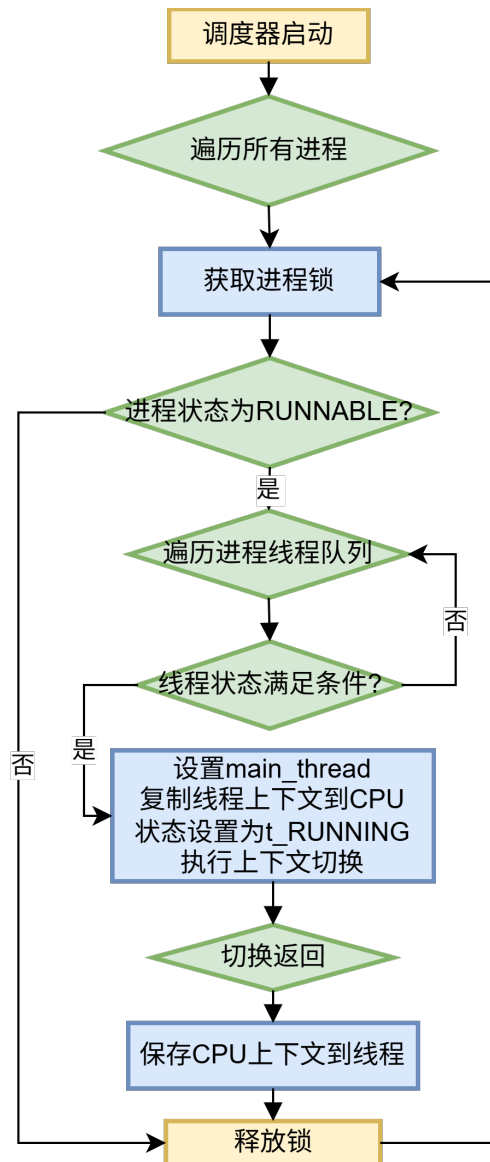 调度器启动
遍历所有进程
获取进程锁
进程状态为RUNNABLE?
是
遍历进程线程队列
否
线程状态满足条件?
是
否
设置main_thread
复制线程上下文到CPU
状态设置为t_RUNNING
执行上下文切换
切换返回
保存CPU上下文到线程
释放锁